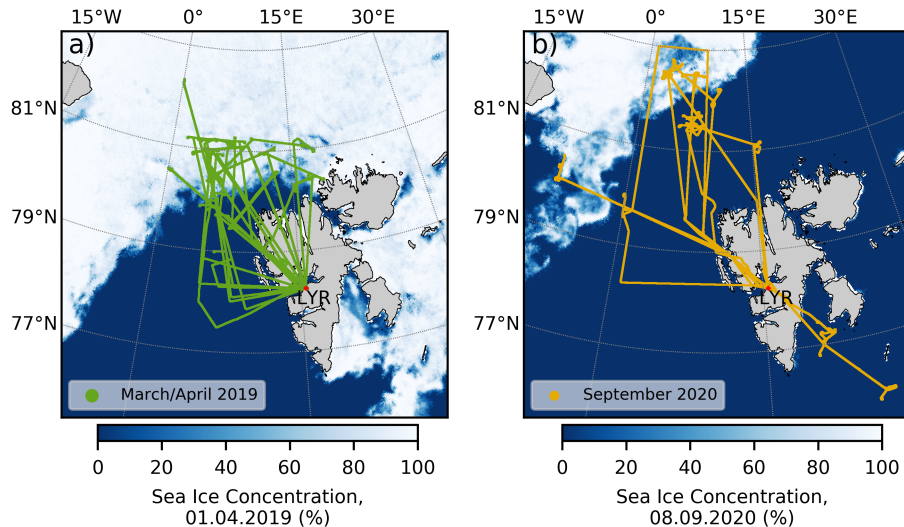 15°W 0° 15°E 30°E
a)
81°N
79°N
77°N
LYR
March/April 2019
0 20 40 60 80 100
Sea Ice Concentration,
01.04.2019 (%)
15°W 0° 15°E 30°E
b)
81°N
79°N
77°N
LYR
September 2020
0 20 40 60 80 100
Sea Ice Concentration,
08.09.2020 (%)